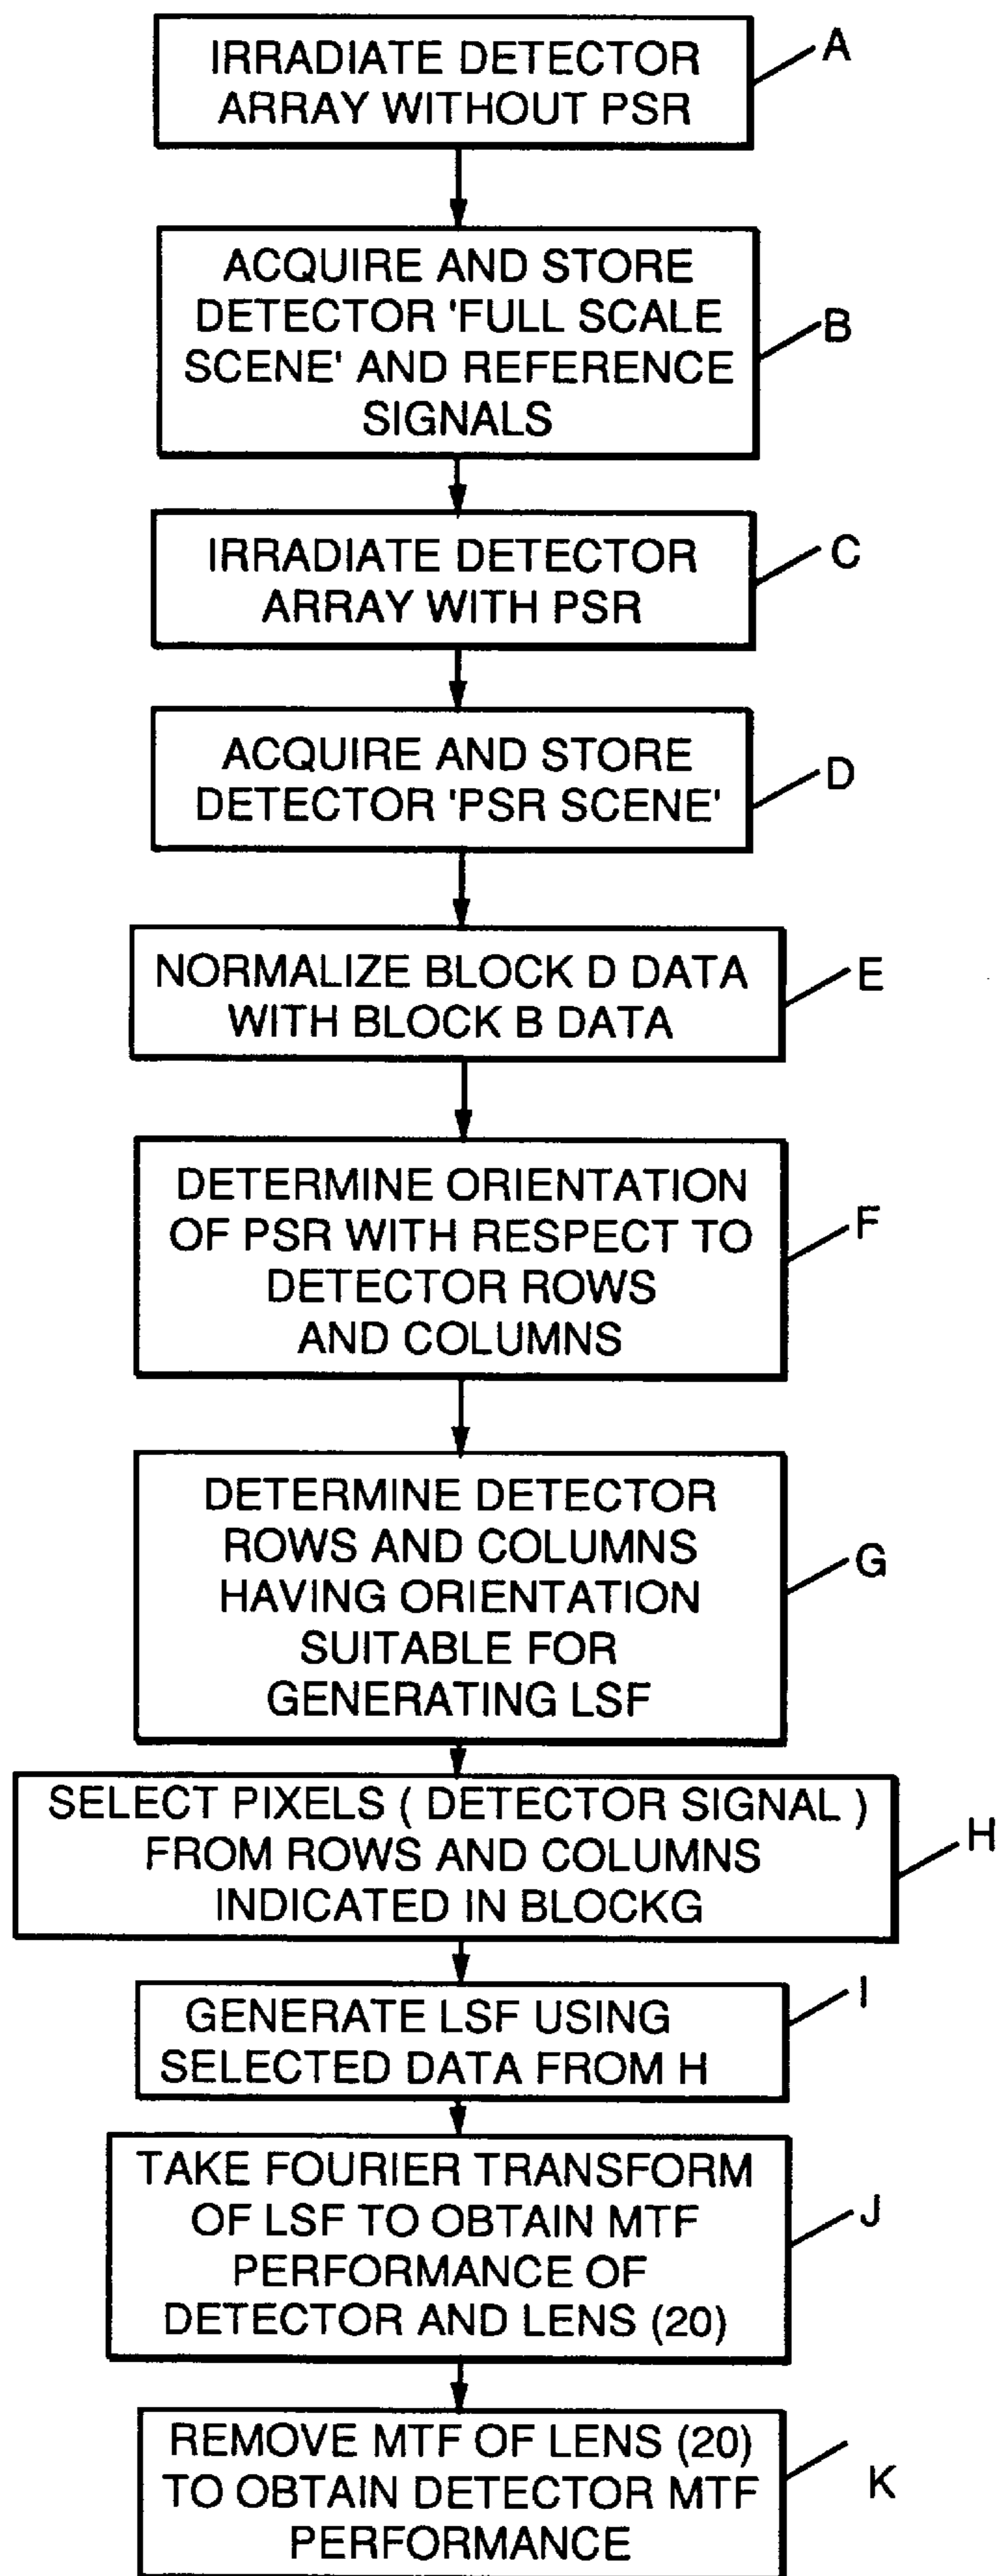 IRRADIATE DETECTOR
ARRAY WITHOUT PSR
A
ACQUIRE AND STORE
DETECTOR 'FULL SCALE
SCENE' AND REFERENCE
SIGNALS
B
IRRADIATE DETECTOR
ARRAY WITH PSR
C
ACQUIRE AND STORE
DETECTOR 'PSR SCENE'
D
NORMALIZE BLOCK D DATA
WITH BLOCK B DATA
E
DETERMINE ORIENTATION
OF PSR WITH RESPECT TO
DETECTOR ROWS
AND COLUMNS
F
DETERMINE DETECTOR
ROWS AND COLUMNS
HAVING ORIENTATION
SUITABLE FOR
GENERATING LSF
G
SELECT PIXELS ( DETECTOR SIGNAL )
FROM ROWS AND COLUMNS
INDICATED IN BLOCKG
H
GENERATE LSF USING
SELECTED DATA FROM H
I
TAKE FOURIER TRANSFORM
OF LSF TO OBTAIN MTF
PERFORMANCE OF
DETECTOR AND LENS (20)
J
REMOVE MTF OF LENS (20)
TO OBTAIN DETECTOR MTF
PERFORMANCE
K